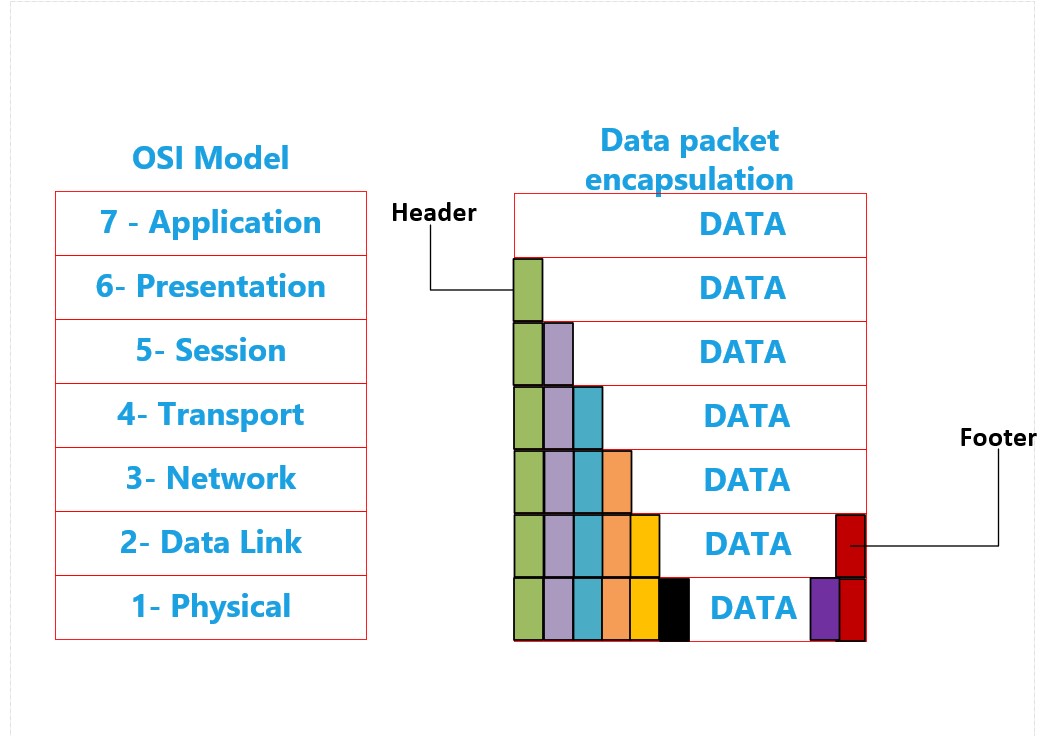 OSI Model
Data packet
encapsulation
7 - Application
Header
DATA
6- Presentation
DATA
5- Session
DATA
4- Transport
DATA
Footer
3- Network
DATA
2- Data Link
DATA
1- Physical
DATA